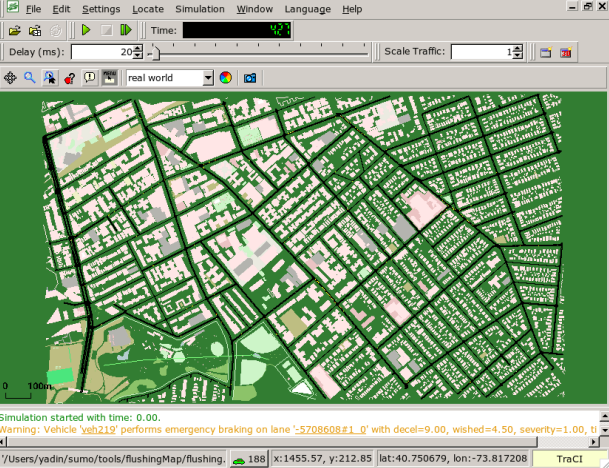 File Edit Settings Locate Simulation Window Language Help
Time: 427
Delay (ms): 20 Scale Traffic: 1
MENU real world
0 100m
Simulation started with time: 0.00.
Warning: Vehicle 'veh219' performs emergency braking on lane '-5708608#1_0' with decel=9.00, wished=4.50, severity=1.00, ti
'/Users/yadin/sumo/tools/flushingMap/flushing. 188 x:1455.57, y:212.85 lat:40.750679, lon:-73.817208 TraCI